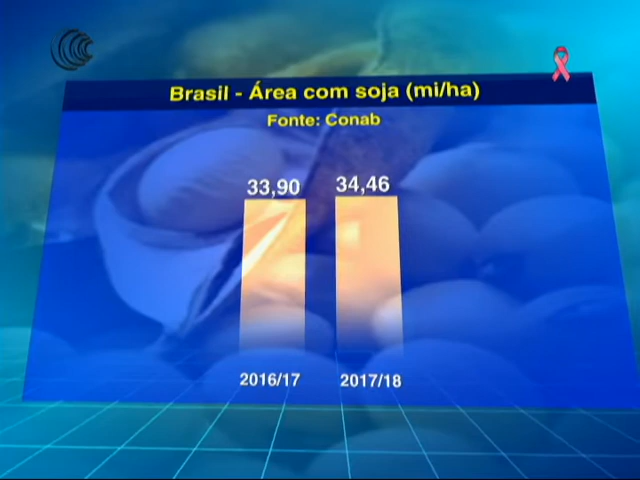 Brasil - Área com soja (mi/ha)
Fonte: Conab
33,90
34,46
2016/17
2017/18